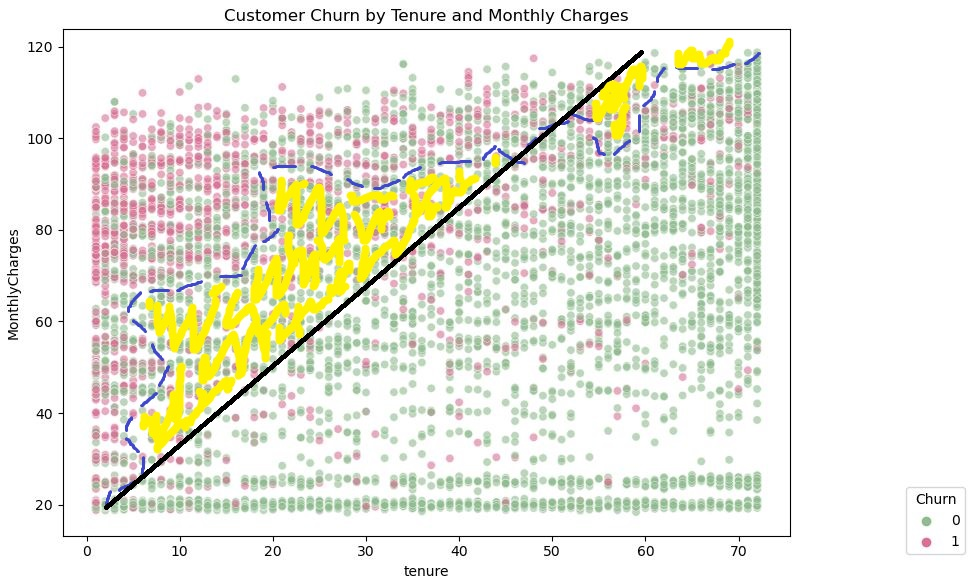 Customer Churn by Tenure and Monthly Charges
120
100
80
60
40
20
MonthlyCharges
0 10 20 30 40 50 60 70
tenure
Churn
0
1